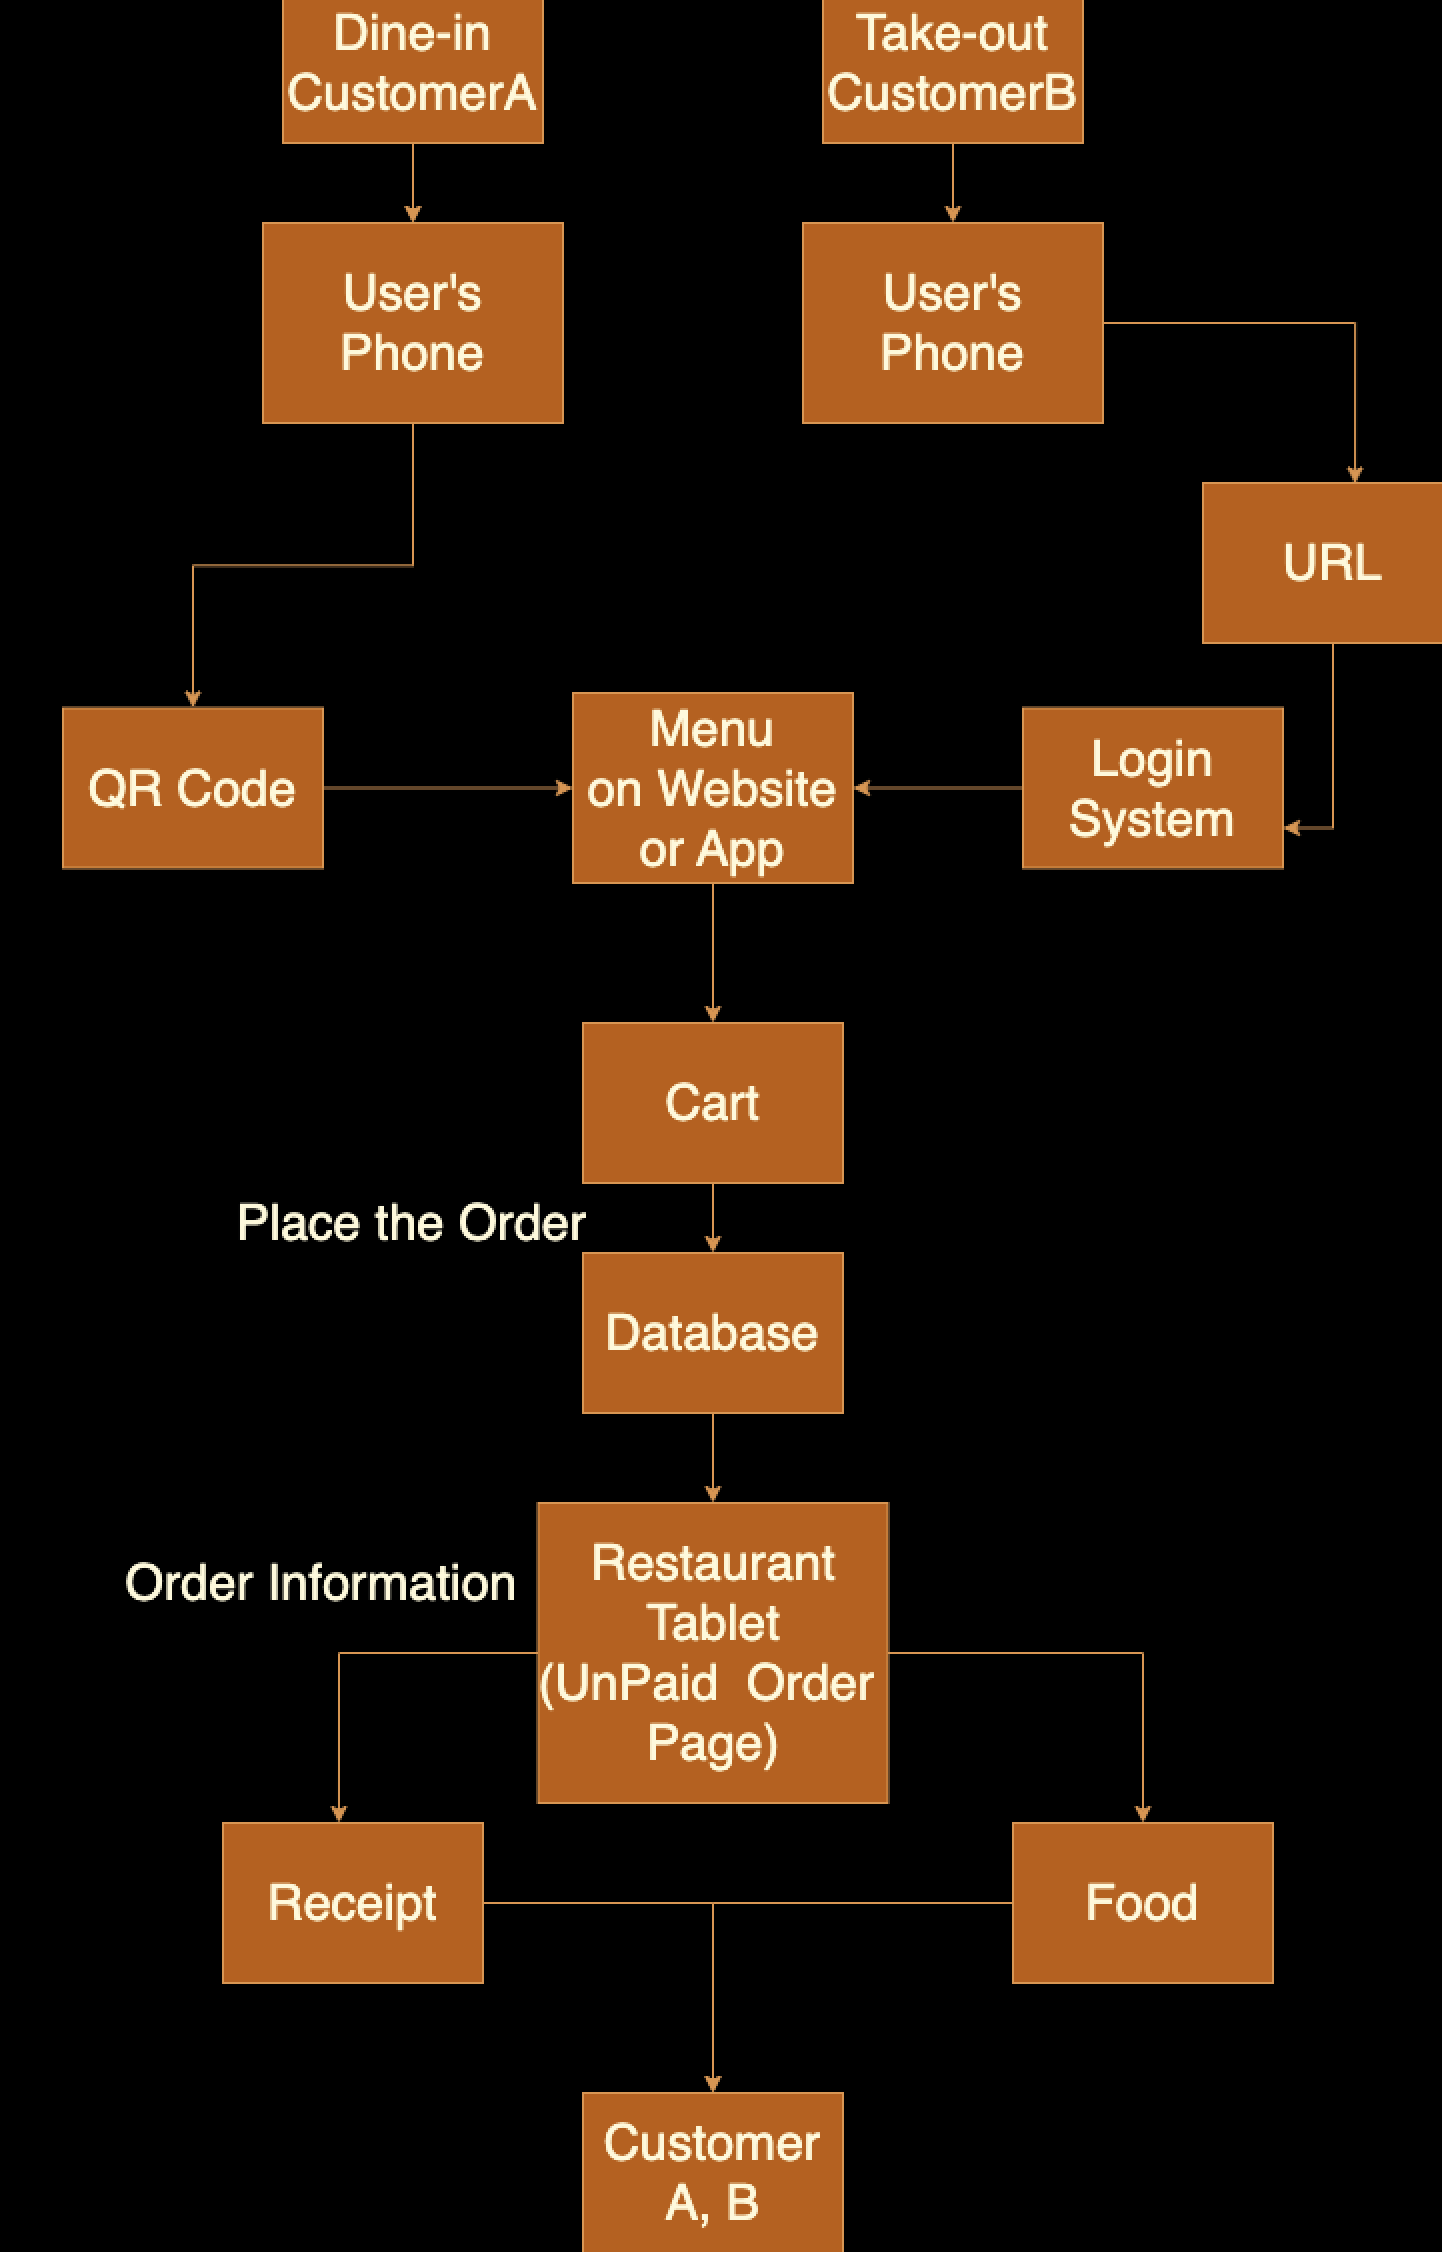 Dine-in
CustomerA
Take-out
CustomerB
User's
Phone
User's
Phone
URL
QR Code
Menu
on Website
or App
Login
System
Cart
Place the Order
Database
Order Information
Restaurant
Tablet
(UnPaid  Order
Page)
Receipt
Food
Customer
A, B